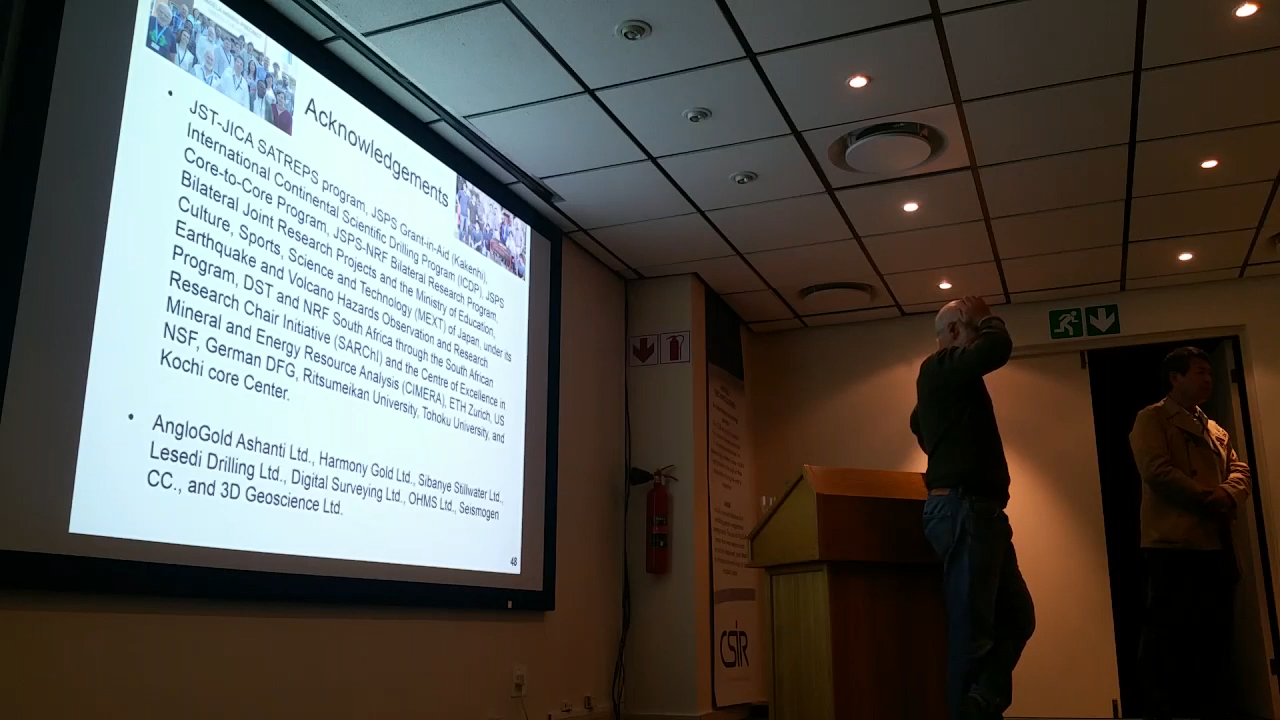 Acknowledgements
• JST-JICA SATREPS program, JSPS Grant-in-Aid (Kakenhi),
International Continental Scientific Drilling Program (ICDP), JSPS
Core-to-Core Program, JSPS-NRF Bilateral Research Program,
Bilateral Joint Research Projects and the Ministry of Education,
Culture, Sports, Science and Technology (MEXT) of Japan, under its
Earthquake and Volcano Hazards Observation and Research
Program, DST and NRF South Africa through the South African
Research Chair Initiative (SARChI) and the Centre of Excellence in
Mineral and Energy Resource Analysis (CIMERA), ETH Zurich, US
NSF, German DFG, Ritsumeikan University, Tohoku University, and
Kochi core Center.
• AngloGold Ashanti Ltd., Harmony Gold Ltd., Sibanye Stillwater Ltd.
Lesedi Drilling Ltd., Digital Surveying Ltd., OHMS Ltd., Seismogen
CC., and 3D Geoscience Ltd.
48
CSIR